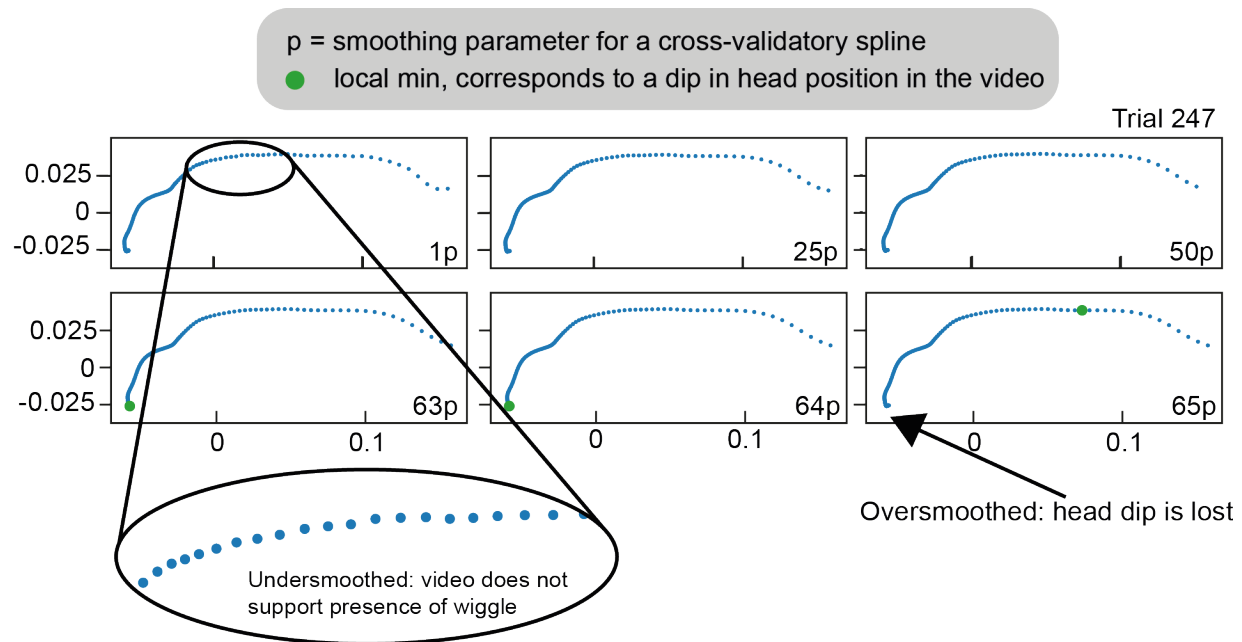 p = smoothing parameter for a cross-validatory spline
local min, corresponds to a dip in head position in the video
Trial 247
0.025
0
-0.025
1p
25p
50p
0.025
0
-0.025
63p
64p
65p
0
0.1
0
0.1
0
0.1
Oversmoothed: head dip is lost
Undersmoothed: video does not
support presence of wiggle